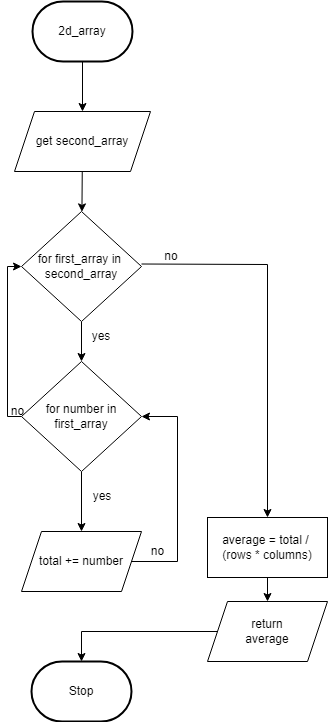 2d_array
get second_array
for first_array in
second_array
no
yes
for number in
first_array
no
yes
total += number
no
average = total /
(rows * columns)
return
average
Stop